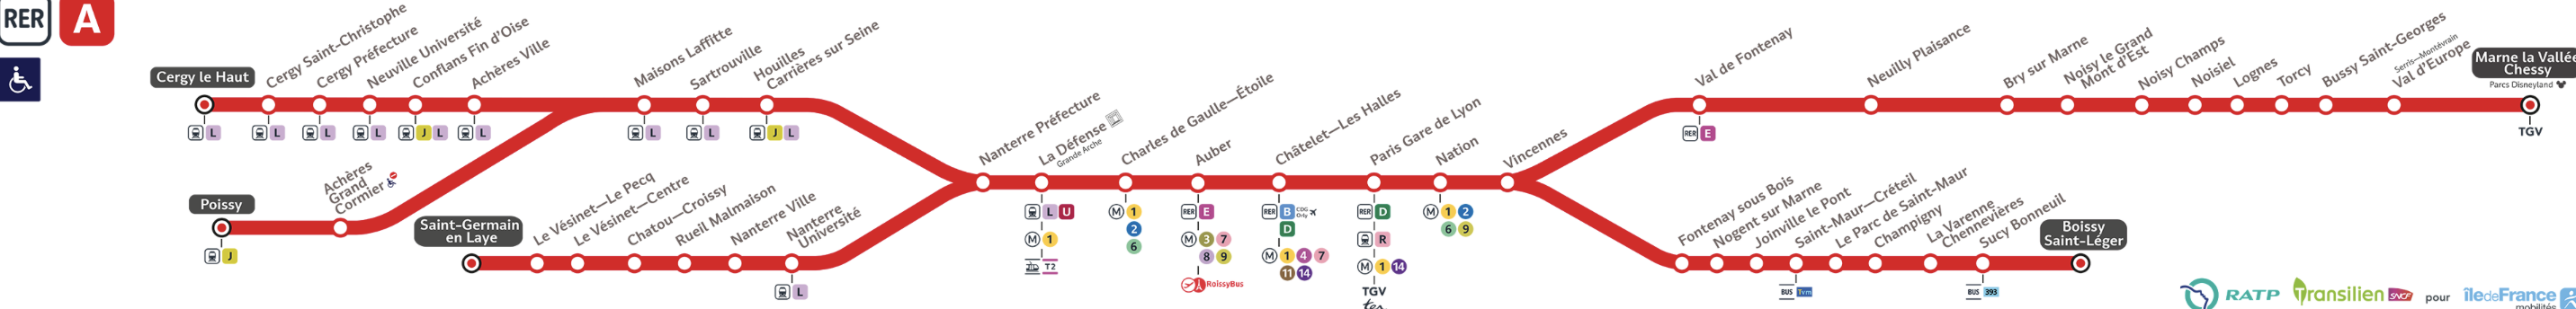 RER A
Cergy le Haut
Cergy Saint-Christophe
Cergy Préfecture
Neuville Université
Conflans Fin d'Oise
Achères Ville
Maisons Laffitte
Sartrouville
Houilles
Carrières sur Seine
L
L
L
L
J L
L
L
L
J L
Poissy
J
Achères
Grand
Cormier
Saint-Germain
en Laye
Le Vésinet—Le Pecq
Le Vésinet—Centre
Chatou—Croissy
Rueil Malmaison
Nanterre Ville
Nanterre
Université
L
Nanterre Préfecture
La Défense
Grande Arche
L U
M 1
T2
Charles de Gaulle—Étoile
M 1
2
6
Auber
RER E
M 3 7
8 9
RoissyBus
Châtelet—Les Halles
RER B CDG Orly
D
M 1 4 7
11 14
Paris Gare de Lyon
RER D
R
M 1 14
TGV
Nation
M 1 2
6 9
Vincennes
Val de Fontenay
RER E
Neuilly Plaisance
Bry sur Marne
Noisy le Grand
Mont d'Est
Noisy Champs
Noisiel
Lognes
Torcy
Bussy Saint-Georges
Serris—Montévrain
Val d'Europe
Marne la Vallée
Chessy
Parcs Disneyland
TGV
Fontenay sous Bois
Nogent sur Marne
Joinville le Pont
Saint-Maur—Créteil
BUS Tvm
Le Parc de Saint-Maur
Champigny
La Varenne
Chennevières
Sucy Bonneuil
BUS 393
Boissy
Saint-Léger
RATP
Transilien SNCF
pour
îledeFrance
mobilités